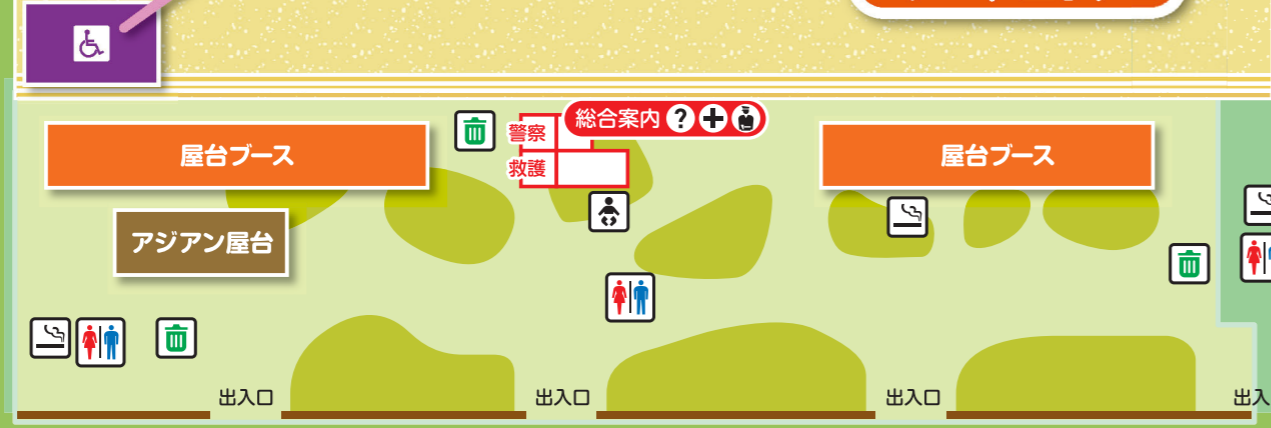 総合案内 ?
警察
救護
屋台ブース
屋台ブース
アジアン屋台
出入口
出入口
出入口
出入